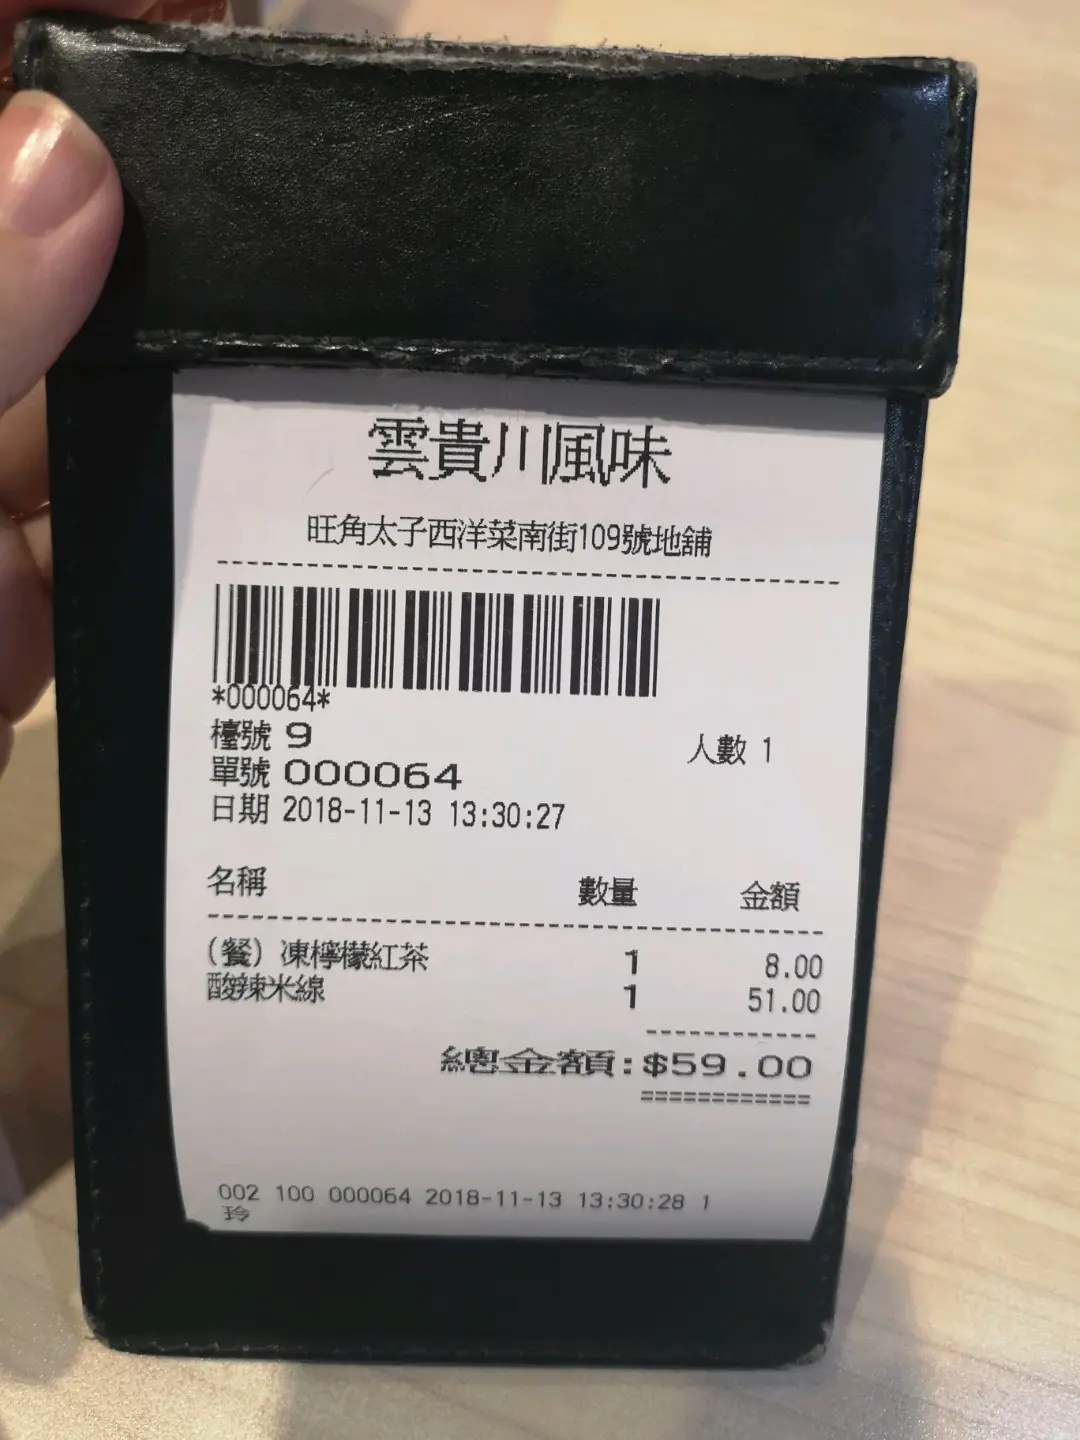 雲貴川風味
旺角太子西洋菜南街109號地舖
*000064*
檯號 9 人數 1
單號 000064
日期 2018-11-13 13:30:27
名稱 數量 金額
（餐）凍檸檬紅茶 1 8.00
酸辣米線 1 51.00
總金額:$59.00
002 100 000064 2018-11-13 13:30:28 1
玲